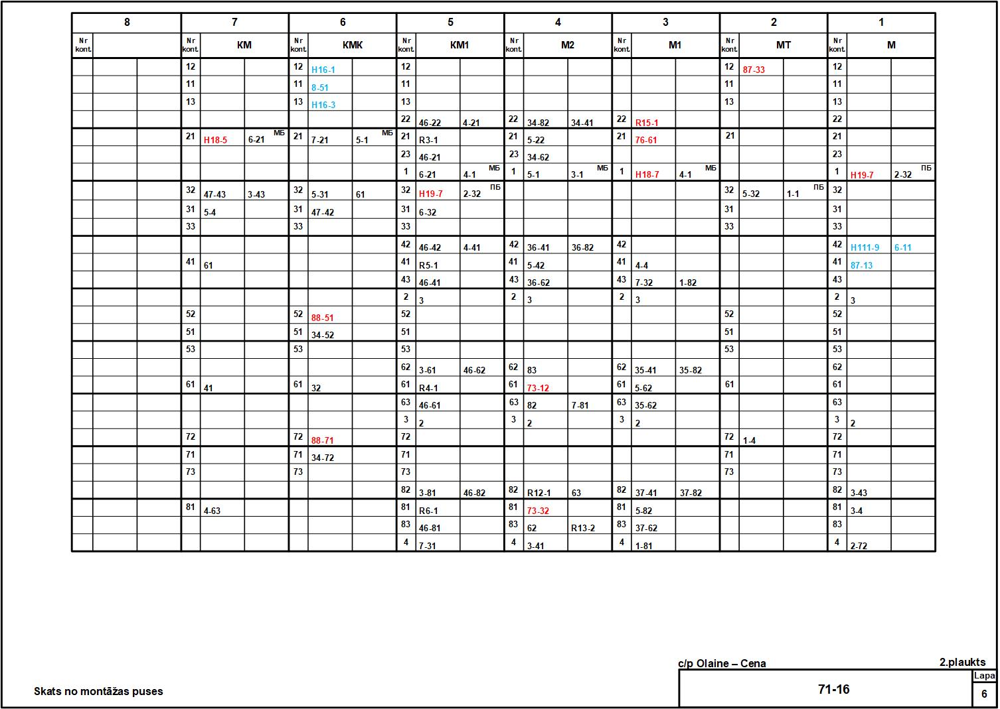 8 7 6 5 4 3 2 1
Nr kont. Nr kont. КМ Nr kont. КМК Nr kont. КМ1 Nr kont. М2 Nr kont. М1 Nr kont. МТ Nr kont. М
12 12 H16-1 12 12 87-33 12
11 11 8-51 11 11 11
13 13 H16-3 13 13 13
22 46-22 4-21 22 34-82 34-41 22 R15-1 22
21 H18-5 6-21 МБ 21 7-21 5-1 МБ 21 R3-1 21 5-22 21 76-61 21 21
23 46-21 23 34-62 23
1 6-21 4-1 МБ 1 5-1 3-1 МБ 1 H18-7 4-1 МБ 1 H19-7 2-32 ПБ
32 47-43 3-43 32 5-31 61 32 H19-7 2-32 ПБ 32 5-32 1-1 ПБ 32
31 5-4 31 47-42 31 6-32 31 31
33 33 33 33 33
42 46-42 4-41 42 36-41 36-82 42 42 H111-9 6-11
41 61 41 R5-1 41 5-42 41 4-4 41 87-13
43 46-41 43 36-62 43 7-32 1-82 43
2 3 2 3 2 3 2 3
52 52 88-51 52 52 52
51 51 34-52 51 51 51
53 53 53 53
62 3-61 46-62 62 83 62 35-41 35-82 62
61 41 61 32 61 R4-1 61 73-12 61 5-62 61 61
63 46-61 63 82 7-81 63 35-62 63
3 2 3 2 3 2 3 2
72 72 88-71 72 72 1-4 72
71 71 34-72 71 71 71
73 73 73 73 73
82 3-81 46-82 82 R12-1 63 82 37-41 37-82 82 3-43
81 4-63 81 R6-1 81 73-32 81 5-82 81 3-4
83 46-81 83 62 R13-2 83 37-62 83
4 7-31 4 3-41 4 1-81 4 2-72
c/p Olaine – Cena 2.plaukts
Lapa
71-16
6
Skats no montāžas puses